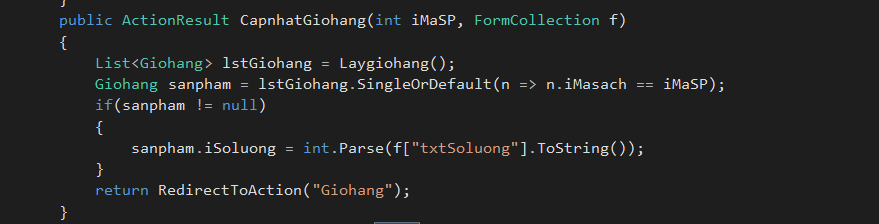 }
public ActionResult CapnhatGiohang(int iMaSP, FormCollection f)
{
List<Giohang> lstGiohang = Laygiohang();
Giohang sanpham = lstGiohang.SingleOrDefault(n => n.iMasach == iMaSP);
if(sanpham != null)
{
sanpham.iSoluong = int.Parse(f["txtSoluong"].ToString());
}
return RedirectToAction("Giohang");
}